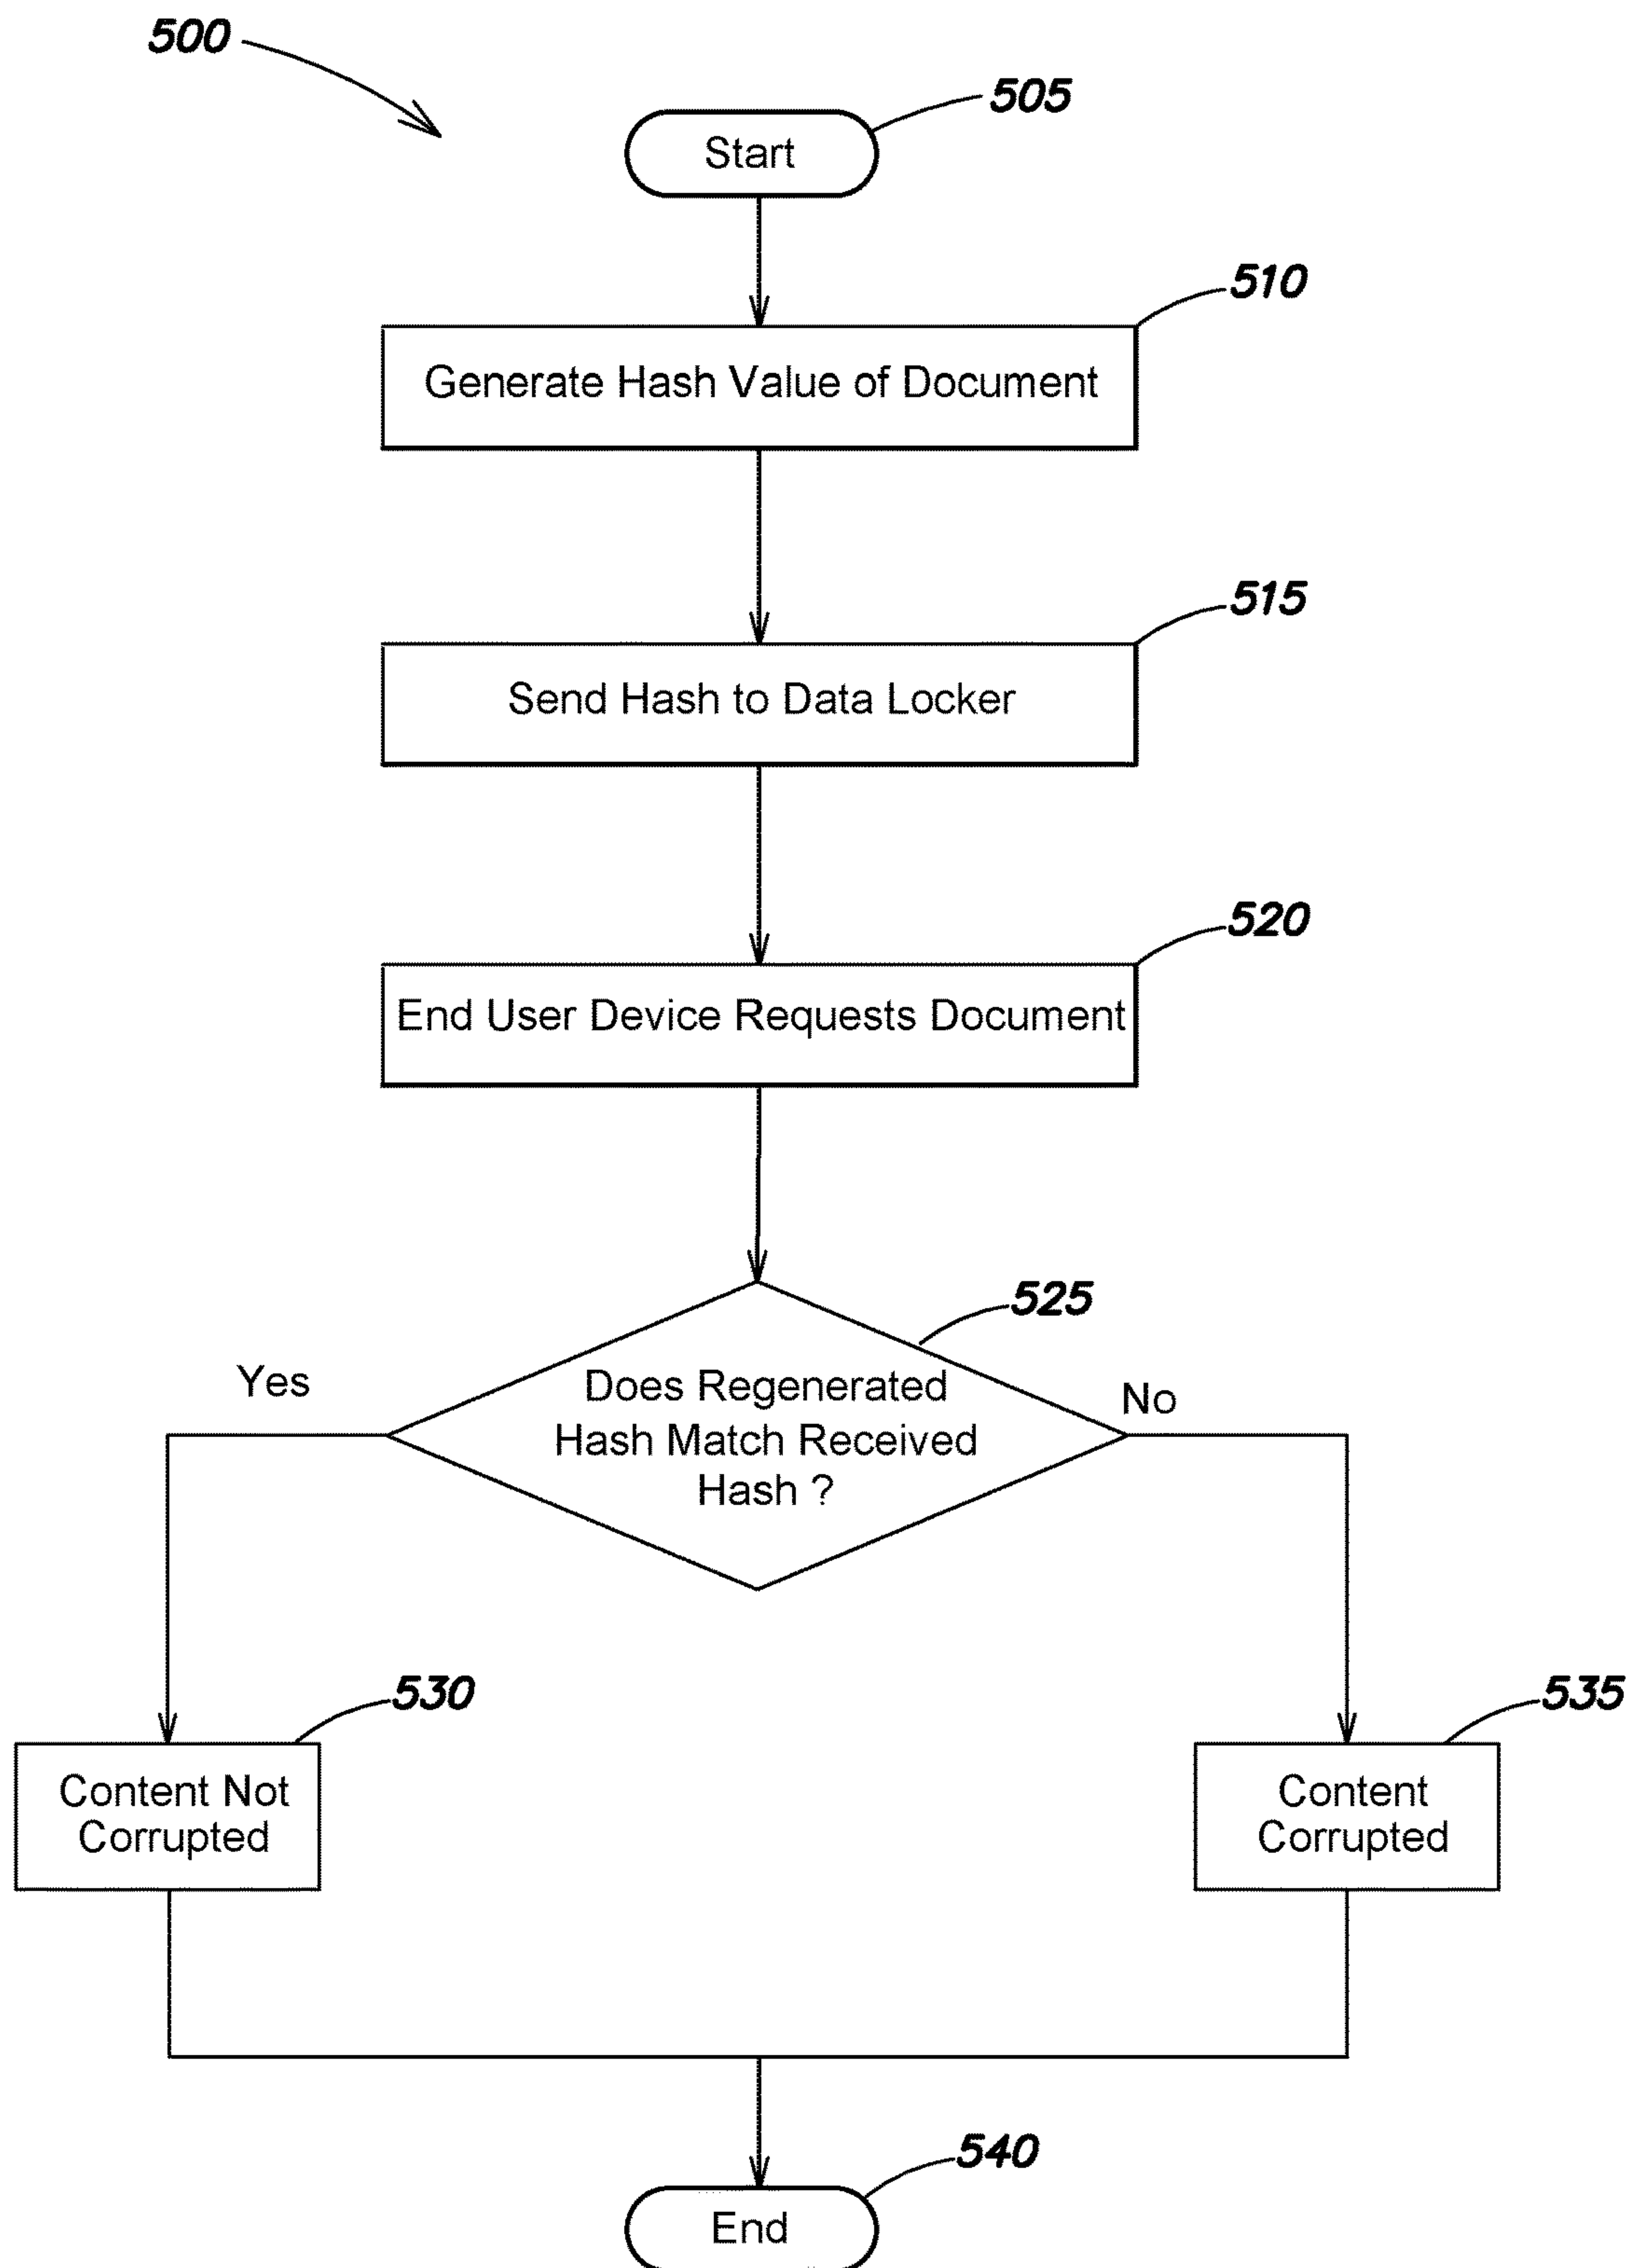 500
505
Start
510
Generate Hash Value of Document
515
Send Hash to Data Locker
520
End User Device Requests Document
525
Yes
Does Regenerated
No
Hash Match Received
Hash ?
530
535
Content Not
Corrupted
Content
Corrupted
540
End